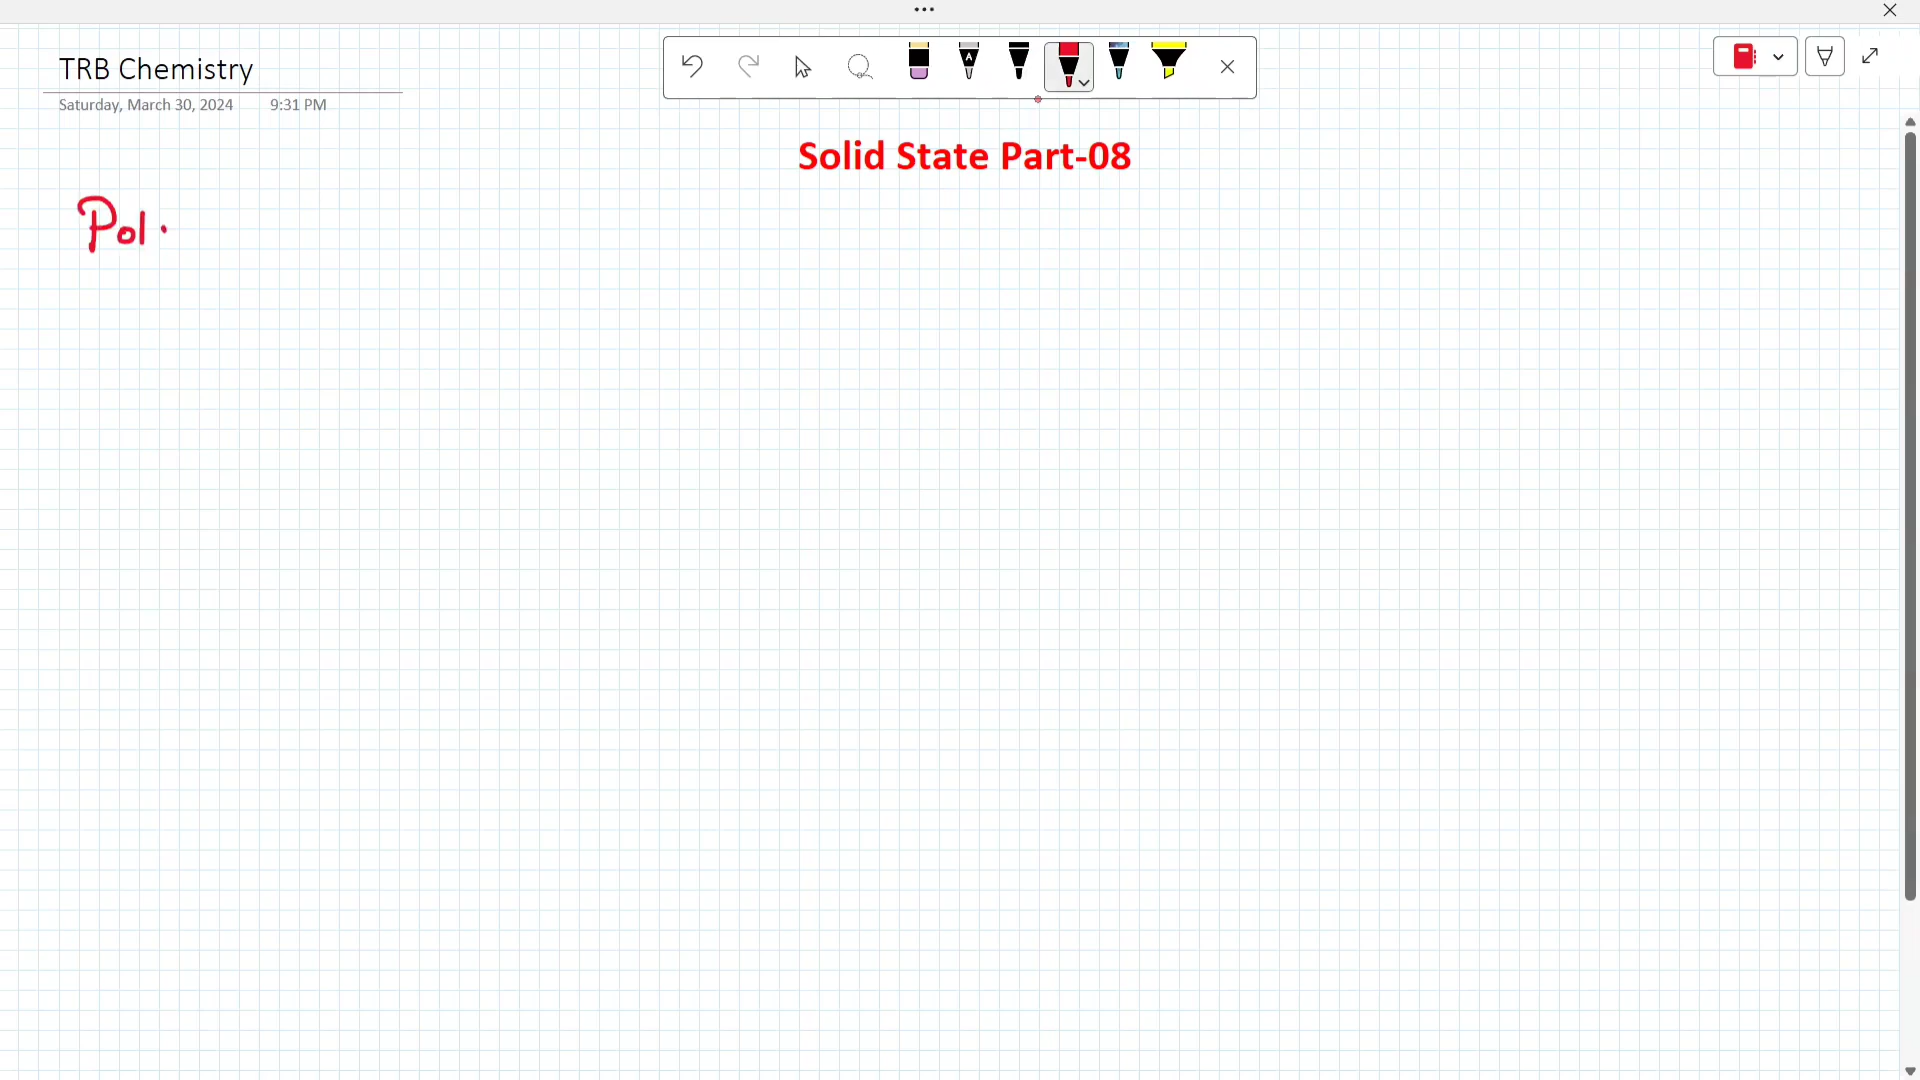 TRB Chemistry
Saturday, March 30, 2024 9:31 PM
Solid State Part-08
Pol